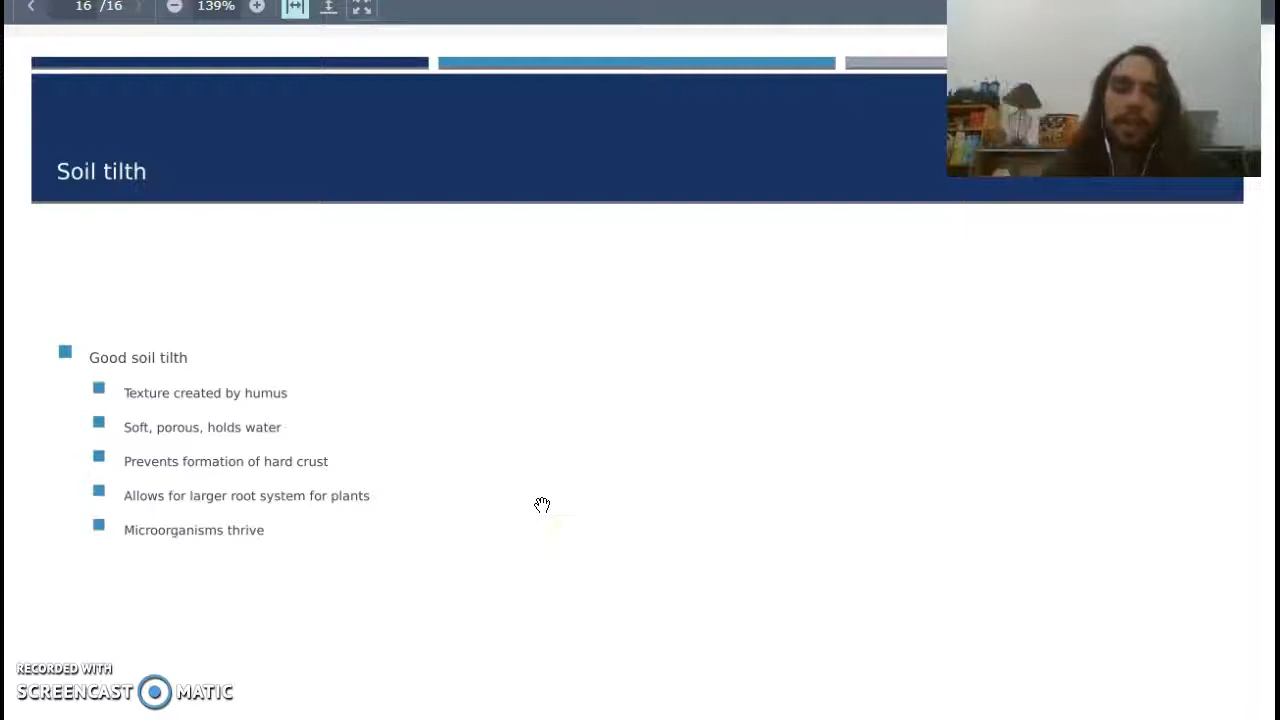 16 /16 139%
Soil tilth
Good soil tilth
Texture created by humus
Soft, porous, holds water
Prevents formation of hard crust
Allows for larger root system for plants
Microorganisms thrive
RECORDED WITH
SCREENCAST MATIC